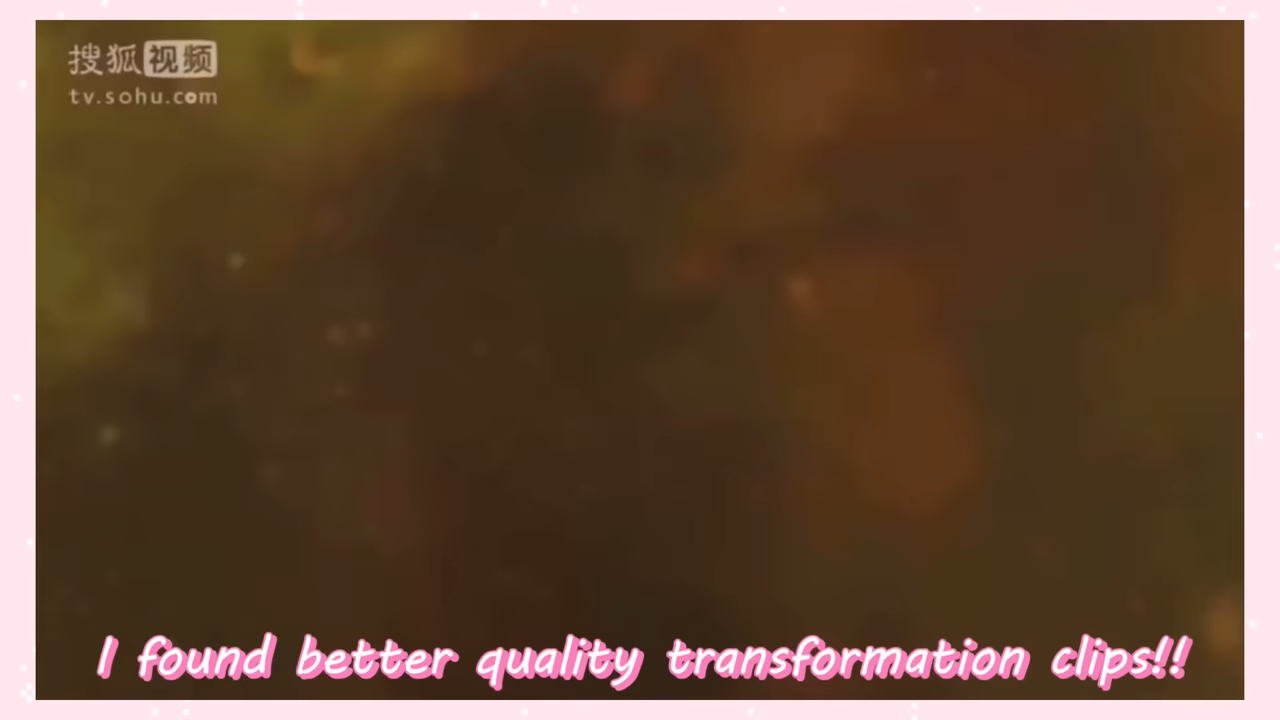 搜狐视频
tv.sohu.com
I found better quality transformation clips!!